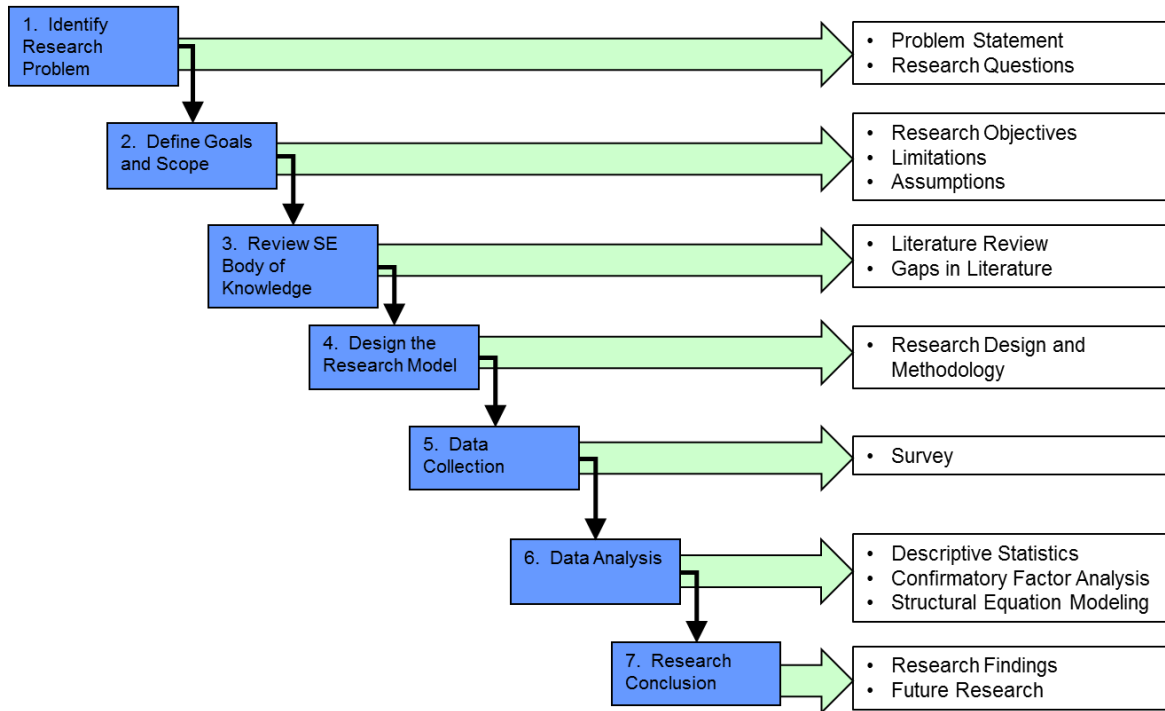 1. Identify
Research
Problem
• Problem Statement
• Research Questions
2. Define Goals
and Scope
• Research Objectives
• Limitations
• Assumptions
3. Review SE
Body of
Knowledge
• Literature Review
• Gaps in Literature
4. Design the
Research Model
• Research Design and
Methodology
5. Data
Collection
• Survey
6. Data Analysis
• Descriptive Statistics
• Confirmatory Factor Analysis
• Structural Equation Modeling
7. Research
Conclusion
• Research Findings
• Future Research